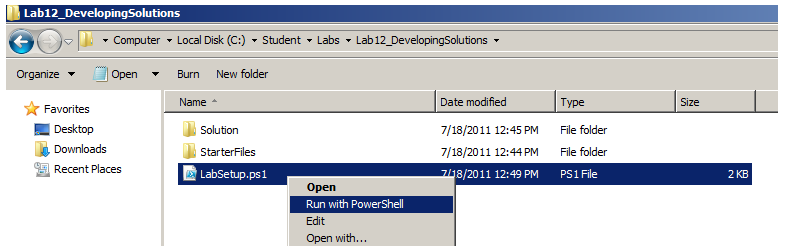 Lab12_DevelopingSolutions
Computer Local Disk (C:) Student Labs Lab12_DevelopingSolutions
Organize Open Burn New folder
Favorites
Desktop
Downloads
Recent Places
Name Date modified Type Size
Solution 7/18/2011 12:45 PM File folder
StarterFiles 7/18/2011 12:44 PM File folder
LabSetup.ps1 7/18/2011 12:49 PM PS1 File 2 KB
Open
Run with PowerShell
Edit
Open with...